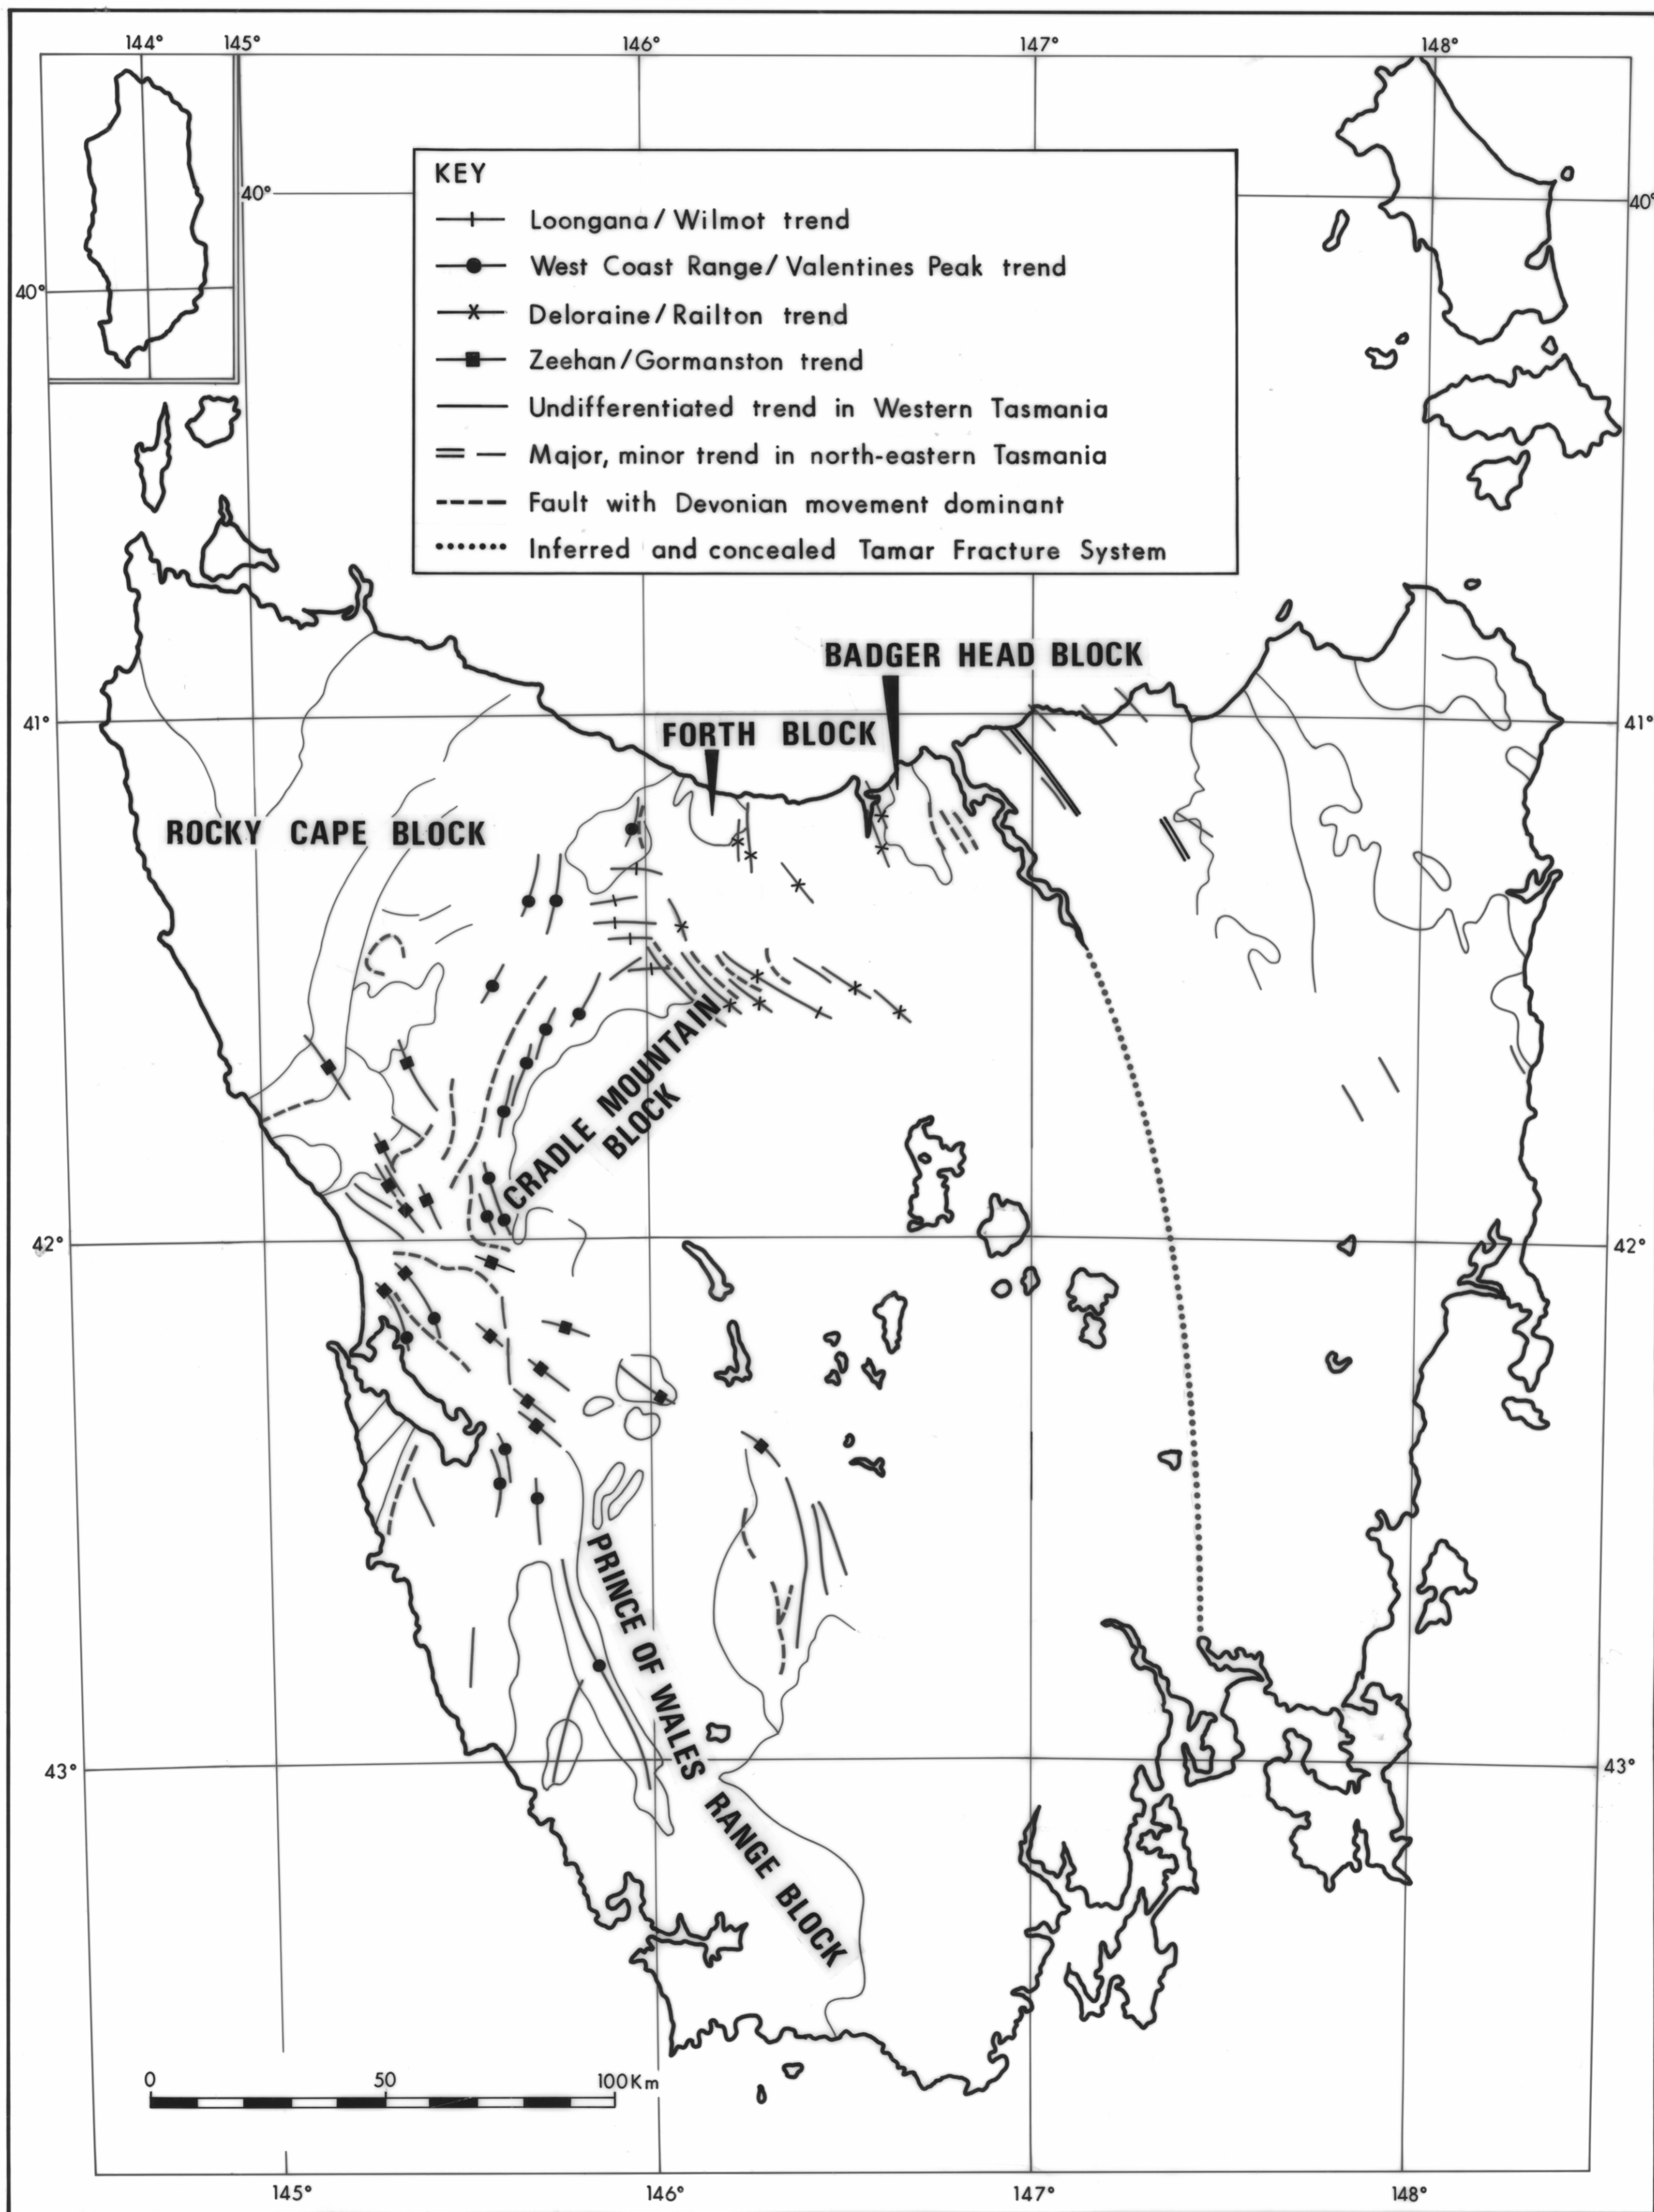 144° 145° 146° 147° 148°
KEY
40°
40°
Loongana/Wilmot trend
West Coast Range/Valentines Peak trend
40°
Deloraine/Railton trend
Zeehan/Gormanston trend
Undifferentiated trend in Western Tasmania
Major, minor trend in north-eastern Tasmania
Fault with Devonian movement dominant
Inferred and concealed Tamar Fracture System
BADGER HEAD BLOCK
41° 41°
FORTH BLOCK
ROCKY CAPE BLOCK
CRADLE MOUNTAIN
BLOCK
42° 42°
PRINCE OF WALES RANGE BLOCK
43° 43°
0 50 100Km
145° 146° 147° 148°